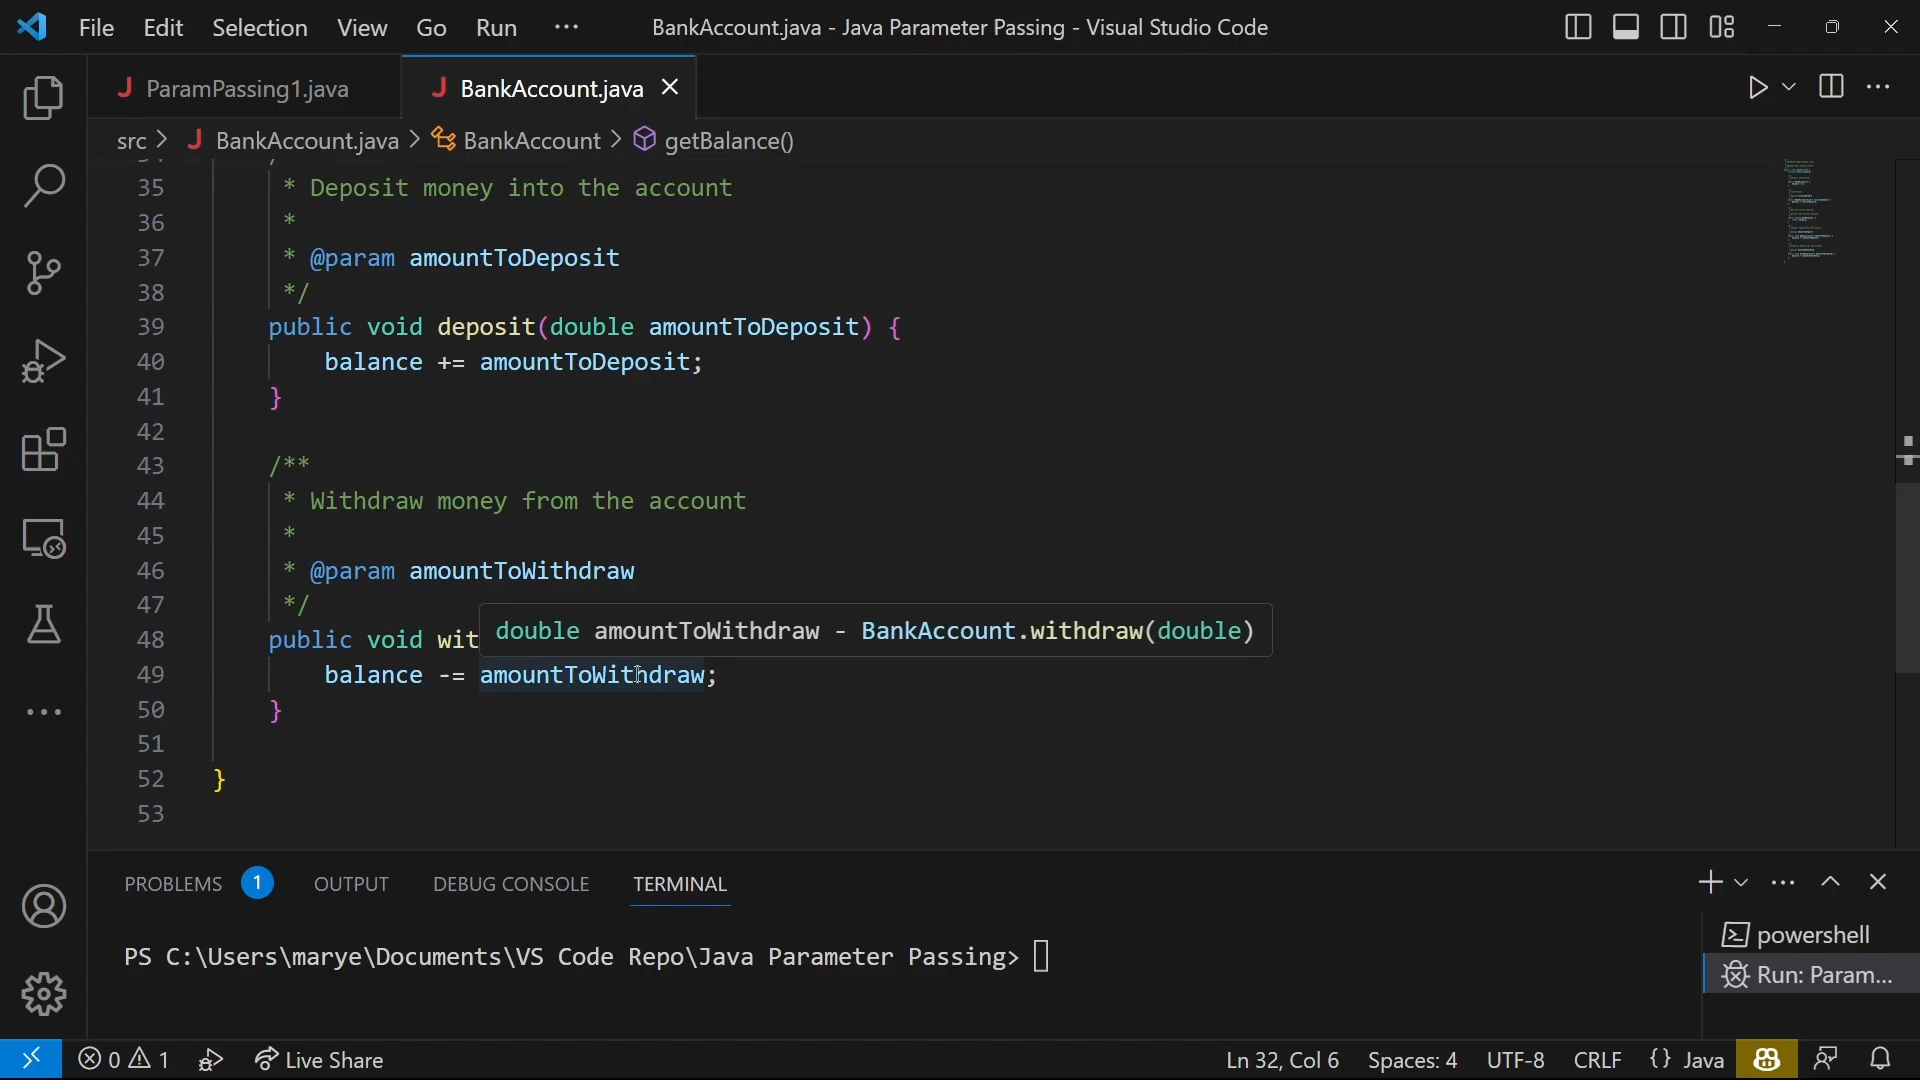 File Edit Selection View Go Run ··· BankAccount.java - Java Parameter Passing - Visual Studio Code
J ParamPassing1.java J BankAccount.java
src > J BankAccount.java > BankAccount > getBalance()
35 * Deposit money into the account
36 *
37 * @param amountToDeposit
38 */
39 public void deposit(double amountToDeposit) {
40 balance += amountToDeposit;
41 }
42
43 /**
44 * Withdraw money from the account
45 *
46 * @param amountToWithdraw
47 */
double amountToWithdraw - BankAccount.withdraw(double)
48 public void wit
49 balance -= amountToWithdraw;
50 }
51
52 }
53
PROBLEMS 1 OUTPUT DEBUG CONSOLE TERMINAL
powershell
PS C:\Users\marye\Documents\VS Code Repo\Java Parameter Passing>
Run: Param...
0 1 Live Share Ln 32, Col 6 Spaces: 4 UTF-8 CRLF {} Java